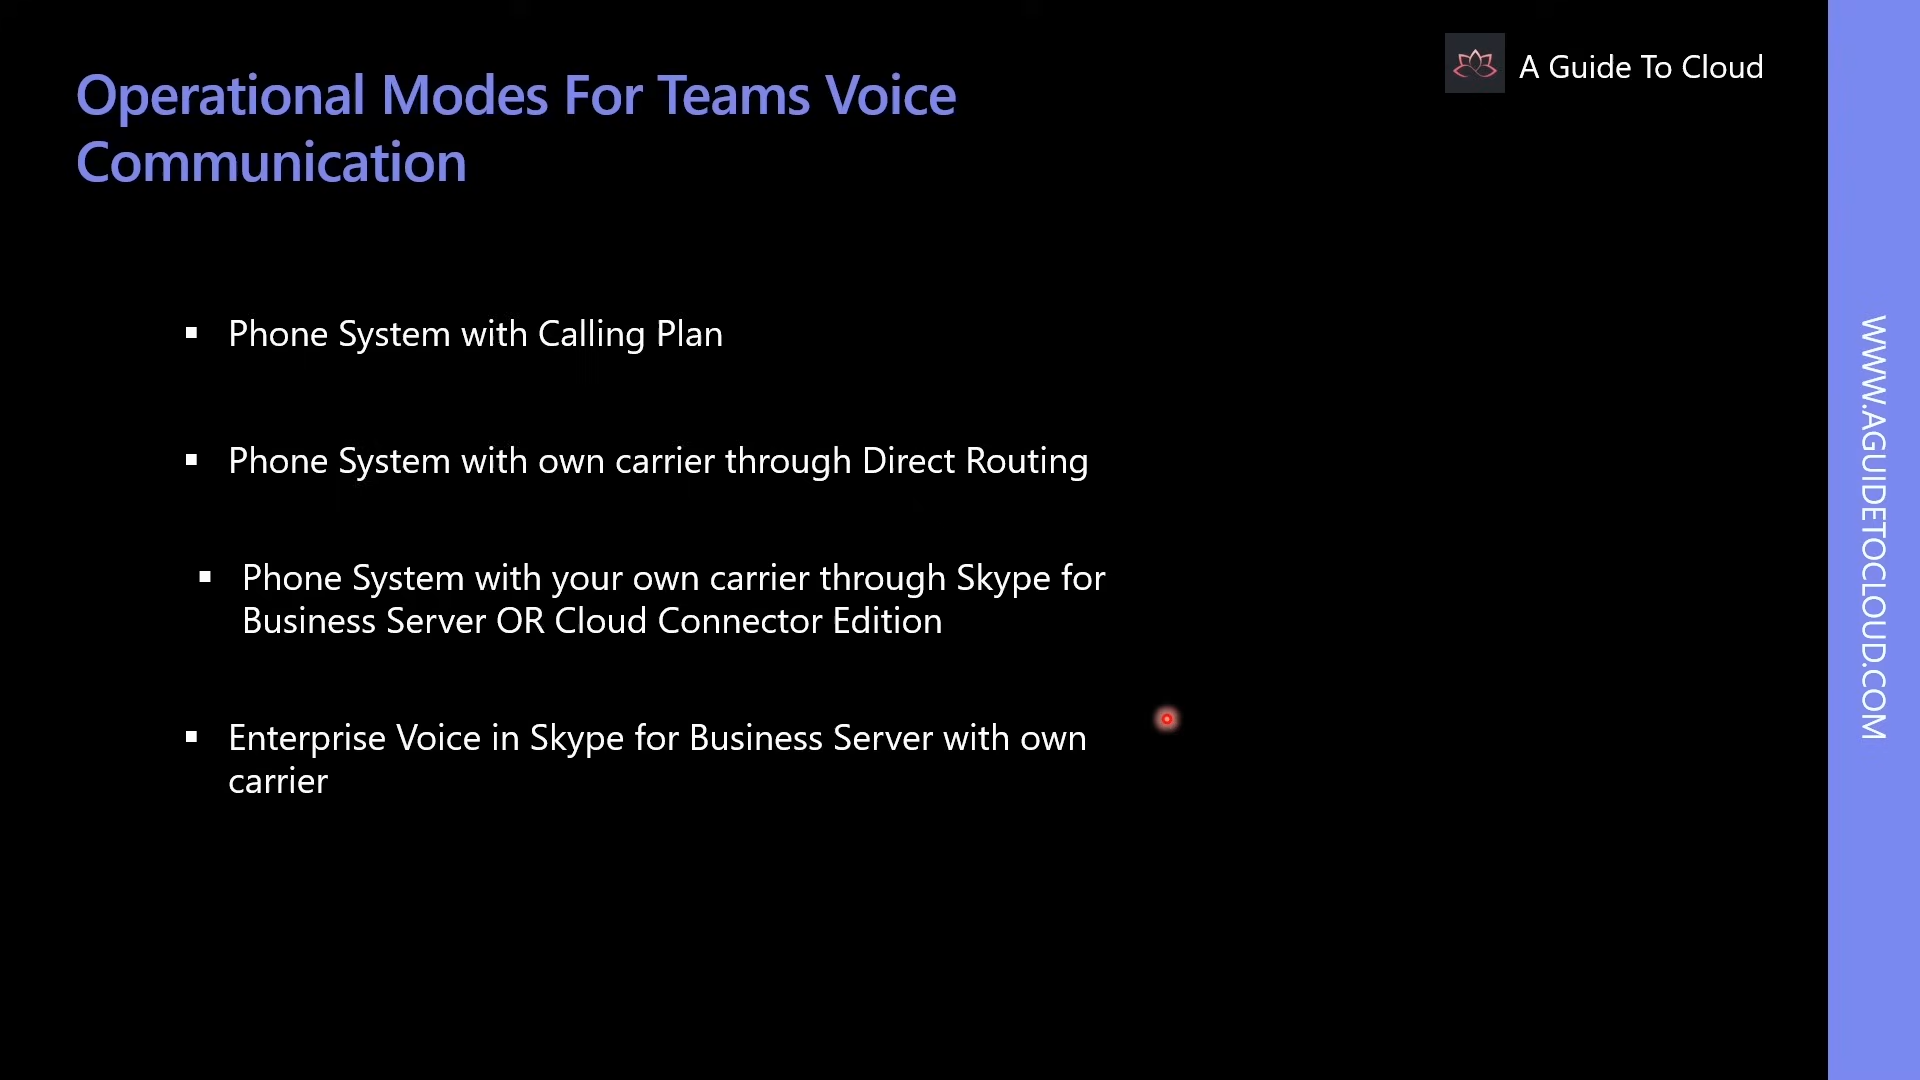 Operational Modes For Teams Voice
Communication
A Guide To Cloud
▪ Phone System with Calling Plan
▪ Phone System with own carrier through Direct Routing
▪ Phone System with your own carrier through Skype for
Business Server OR Cloud Connector Edition
▪ Enterprise Voice in Skype for Business Server with own
carrier
WWW.AGUIDETOCLOUD.COM